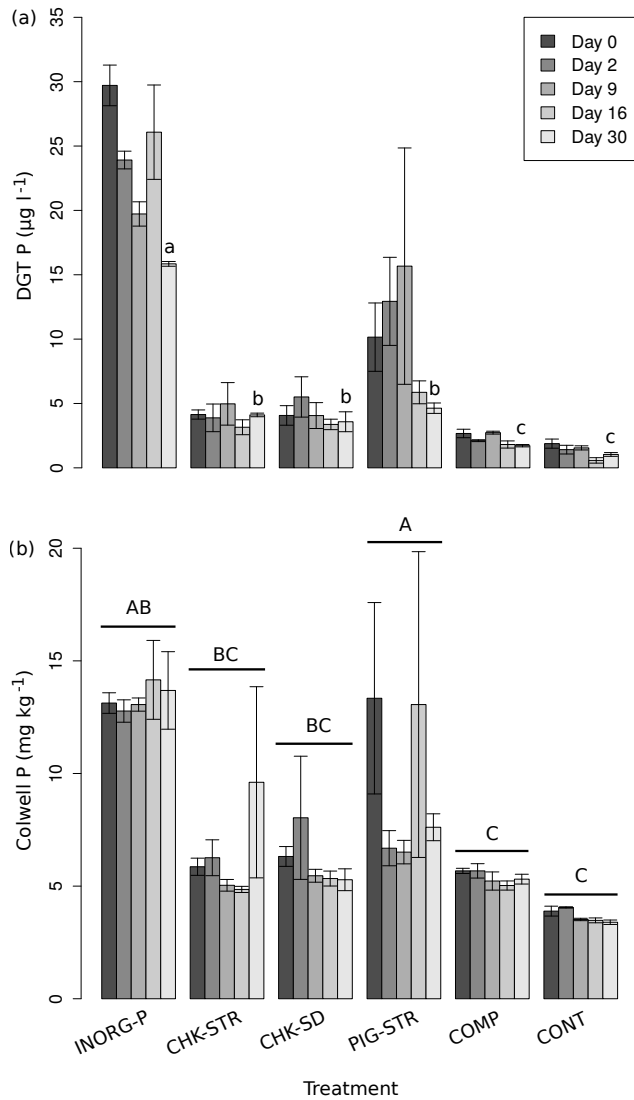 (a)
DGT P (µg l⁻¹)
35
30
25
20
15
10
5
0
Day 0
Day 2
Day 9
Day 16
Day 30
a
b
b
b
c
c
(b)
Colwell P (mg kg⁻¹)
20
15
10
5
0
AB
BC
BC
A
C
C
INORG-P
CHK-STR
CHK-SD
PIG-STR
COMP
CONT
Treatment